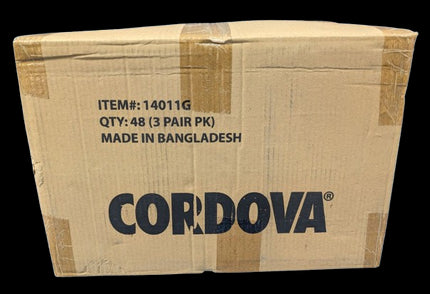 ITEM#: 14011G
QTY: 48 (3 PAIR PK)
MADE IN BANGLADESH
CORDOVA®